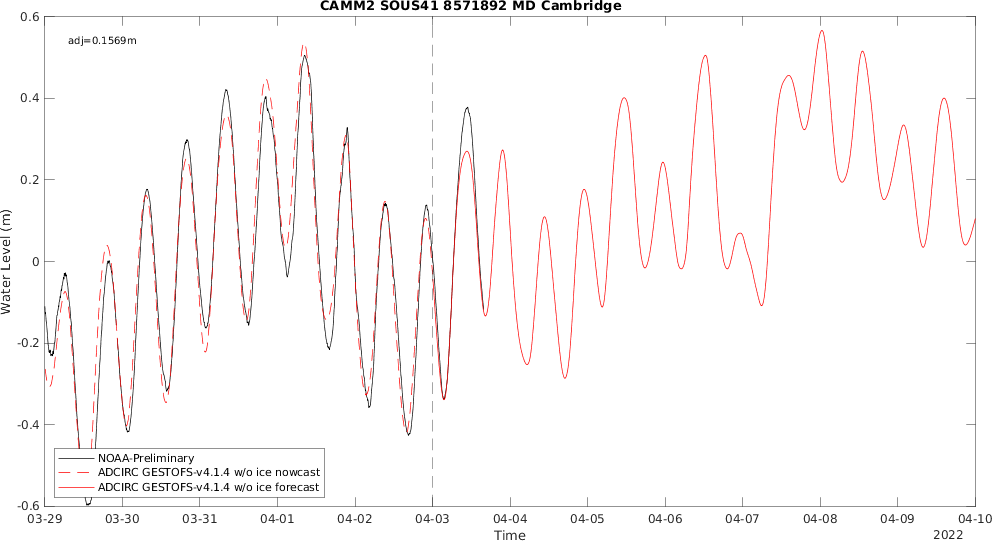 CAMM2 SOUS41 8571892 MD Cambridge
adj=0.1569m
Water Level (m)
0.6
0.4
0.2
0
-0.2
-0.4
-0.6
NOAA-Preliminary
ADCIRC GESTOFS-v4.1.4 w/o ice nowcast
ADCIRC GESTOFS-v4.1.4 w/o ice forecast
03-29 03-30 03-31 04-01 04-02 04-03 04-04 04-05 04-06 04-07 04-08 04-09 04-10
Time
2022